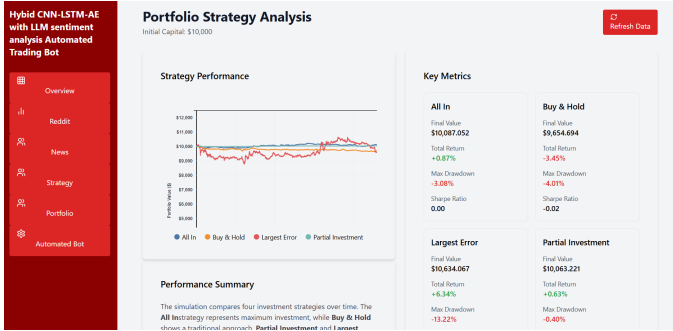 Hybid CNN-LSTM-AE
with LLM sentiment
analysis Automated
Trading Bot
Overview
Reddit
News
Strategy
Portfolio
Automated Bot
Portfolio Strategy Analysis
Initial Capital: $10,000
Refresh Data
Strategy Performance
Portfolio Value ($)
$12,000
$11,000
$10,000
$9,000
$8,000
$7,000
$6,000
$5,000
All In
Buy & Hold
Largest Error
Partial Investment
Performance Summary
The simulation compares four investment strategies over time. The
All Instrategy represents maximum investment, while Buy & Hold
shows a traditional approach. Partial Investment and Largest
Key Metrics
All In
Final Value
$10,087.052
Total Return
+0.87%
Max Drawdown
-3.08%
Sharpe Ratio
0.00
Buy & Hold
Final Value
$9,654.694
Total Return
-3.45%
Max Drawdown
-4.01%
Sharpe Ratio
-0.02
Largest Error
Final Value
$10,634.067
Total Return
+6.34%
Max Drawdown
-13.22%
Partial Investment
Final Value
$10,063.221
Total Return
+0.63%
Max Drawdown
-0.40%